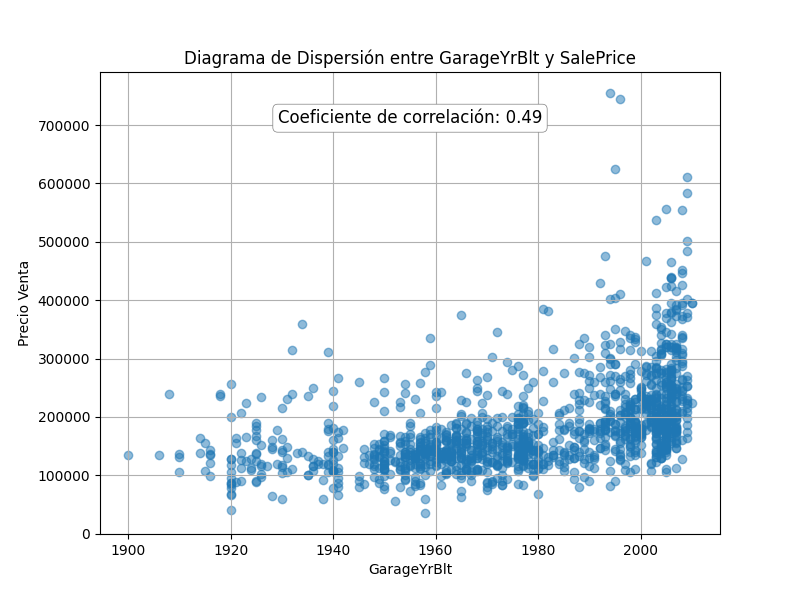 Diagrama de Dispersión entre GarageYrBlt y SalePrice
Coeficiente de correlación: 0.49
Precio Venta
700000
600000
500000
400000
300000
200000
100000
0
1900 1920 1940 1960 1980 2000
GarageYrBlt